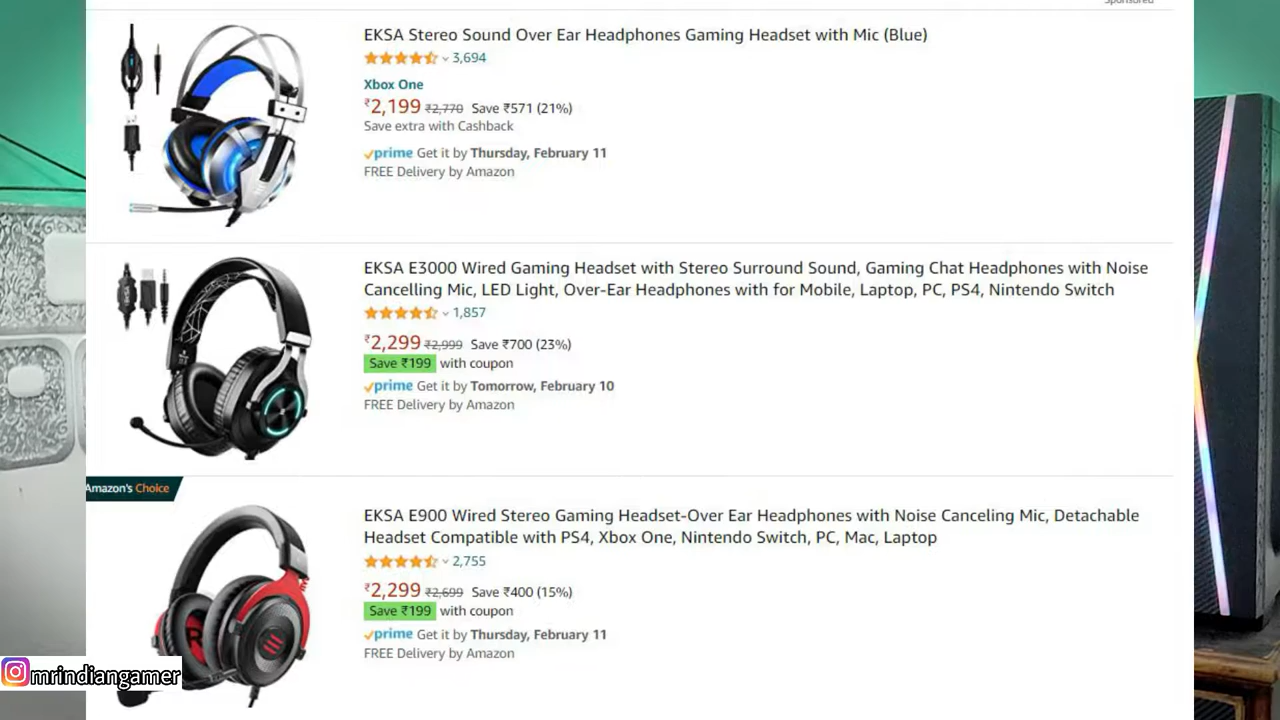 Sponsored
EKSA Stereo Sound Over Ear Headphones Gaming Headset with Mic (Blue)
3,694
Xbox One
₹2,199 ₹2,770 Save ₹571 (21%)
Save extra with Cashback
prime Get it by Thursday, February 11
FREE Delivery by Amazon
EKSA E3000 Wired Gaming Headset with Stereo Surround Sound, Gaming Chat Headphones with Noise
Cancelling Mic, LED Light, Over-Ear Headphones with for Mobile, Laptop, PC, PS4, Nintendo Switch
1,857
₹2,299 ₹2,999 Save ₹700 (23%)
Save ₹199 with coupon
prime Get it by Tomorrow, February 10
FREE Delivery by Amazon
Amazon's Choice
EKSA E900 Wired Stereo Gaming Headset-Over Ear Headphones with Noise Canceling Mic, Detachable
Headset Compatible with PS4, Xbox One, Nintendo Switch, PC, Mac, Laptop
2,755
₹2,299 ₹2,699 Save ₹400 (15%)
Save ₹199 with coupon
prime Get it by Thursday, February 11
FREE Delivery by Amazon
mrindiangamer